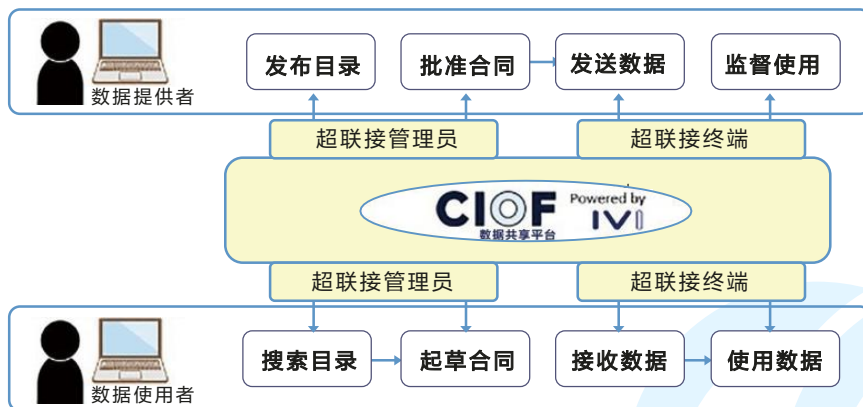 发布目录
批准合同
发送数据
监督使用
数据提供者
超联接管理员
超联接终端
CIOF
数据共享平台
Powered by
IVI
超联接管理员
超联接终端
搜索目录
起草合同
接收数据
使用数据
数据使用者